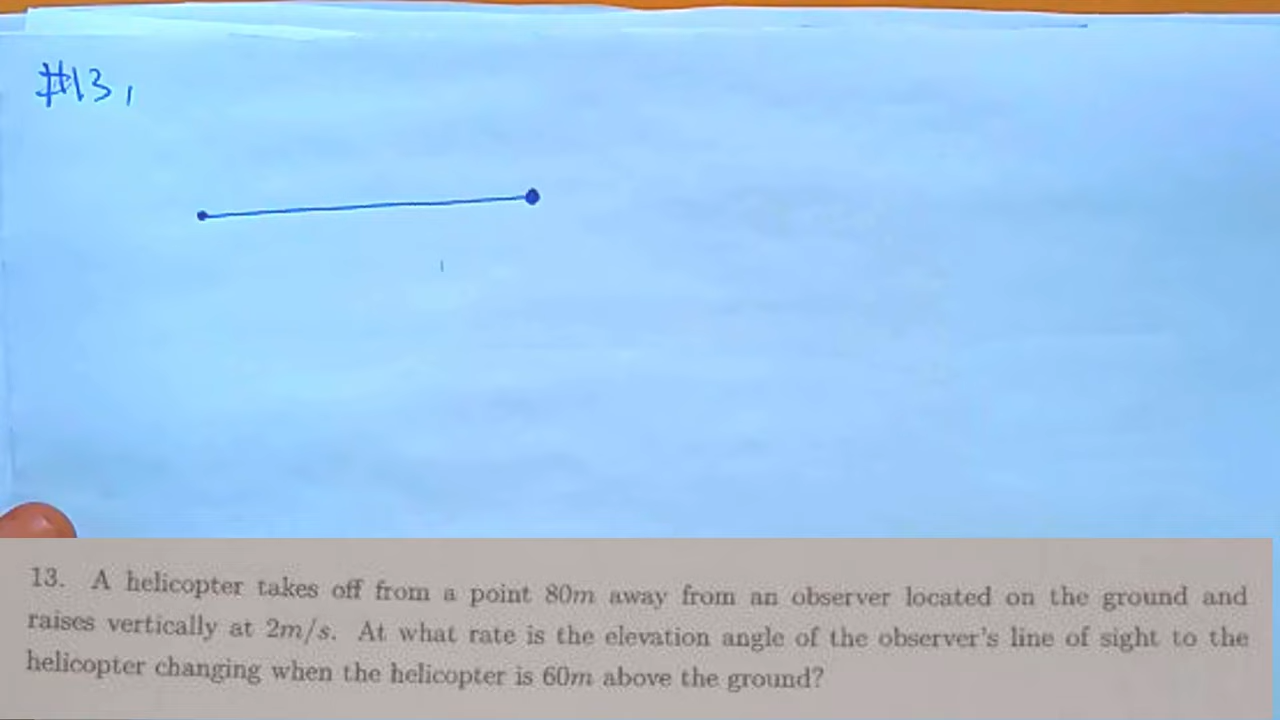 #13,
13. A helicopter takes off from a point 80m away from an observer located on the ground and
raises vertically at 2m/s. At what rate is the elevation angle of the observer's line of sight to the
helicopter changing when the helicopter is 60m above the ground?